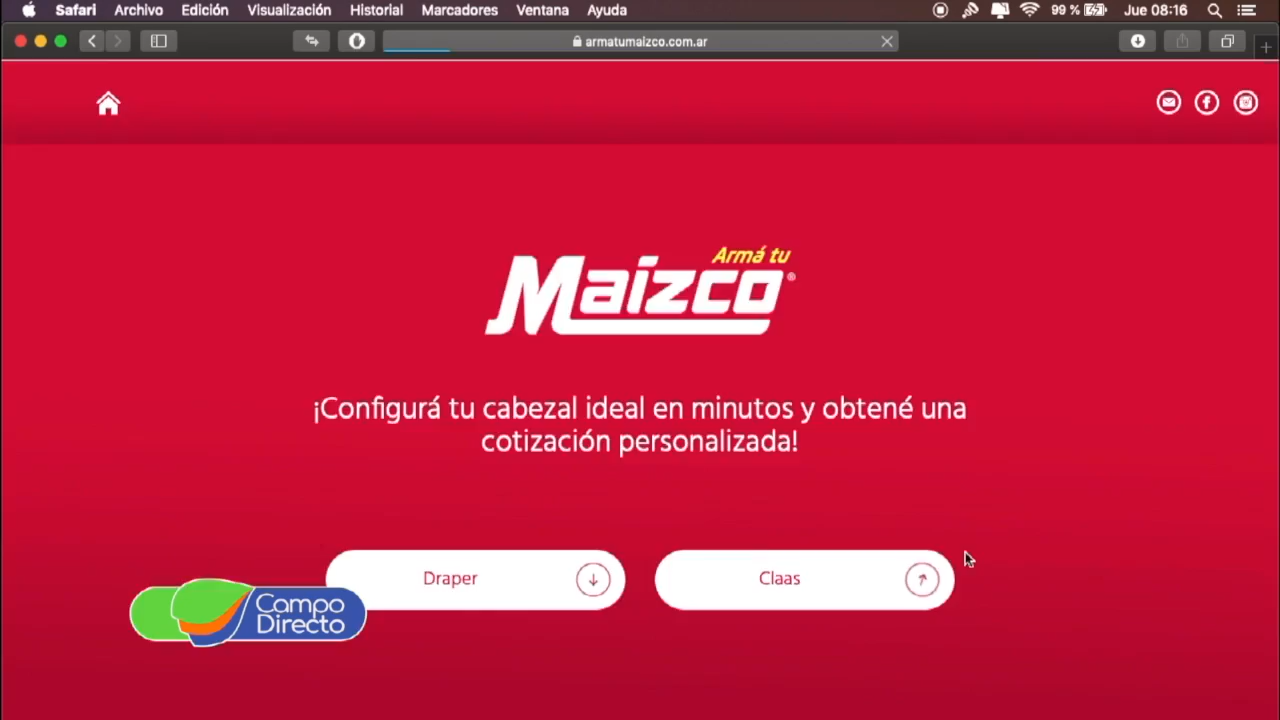 Safari Archivo Edición Visualización Historial Marcadores Ventana Ayuda 99 % Jue 08:16
armatumaizco.com.ar
Armá tu
Maizco®
¡Configurá tu cabezal ideal en minutos y obtené una
cotización personalizada!
Draper
Claas
Campo
Directo